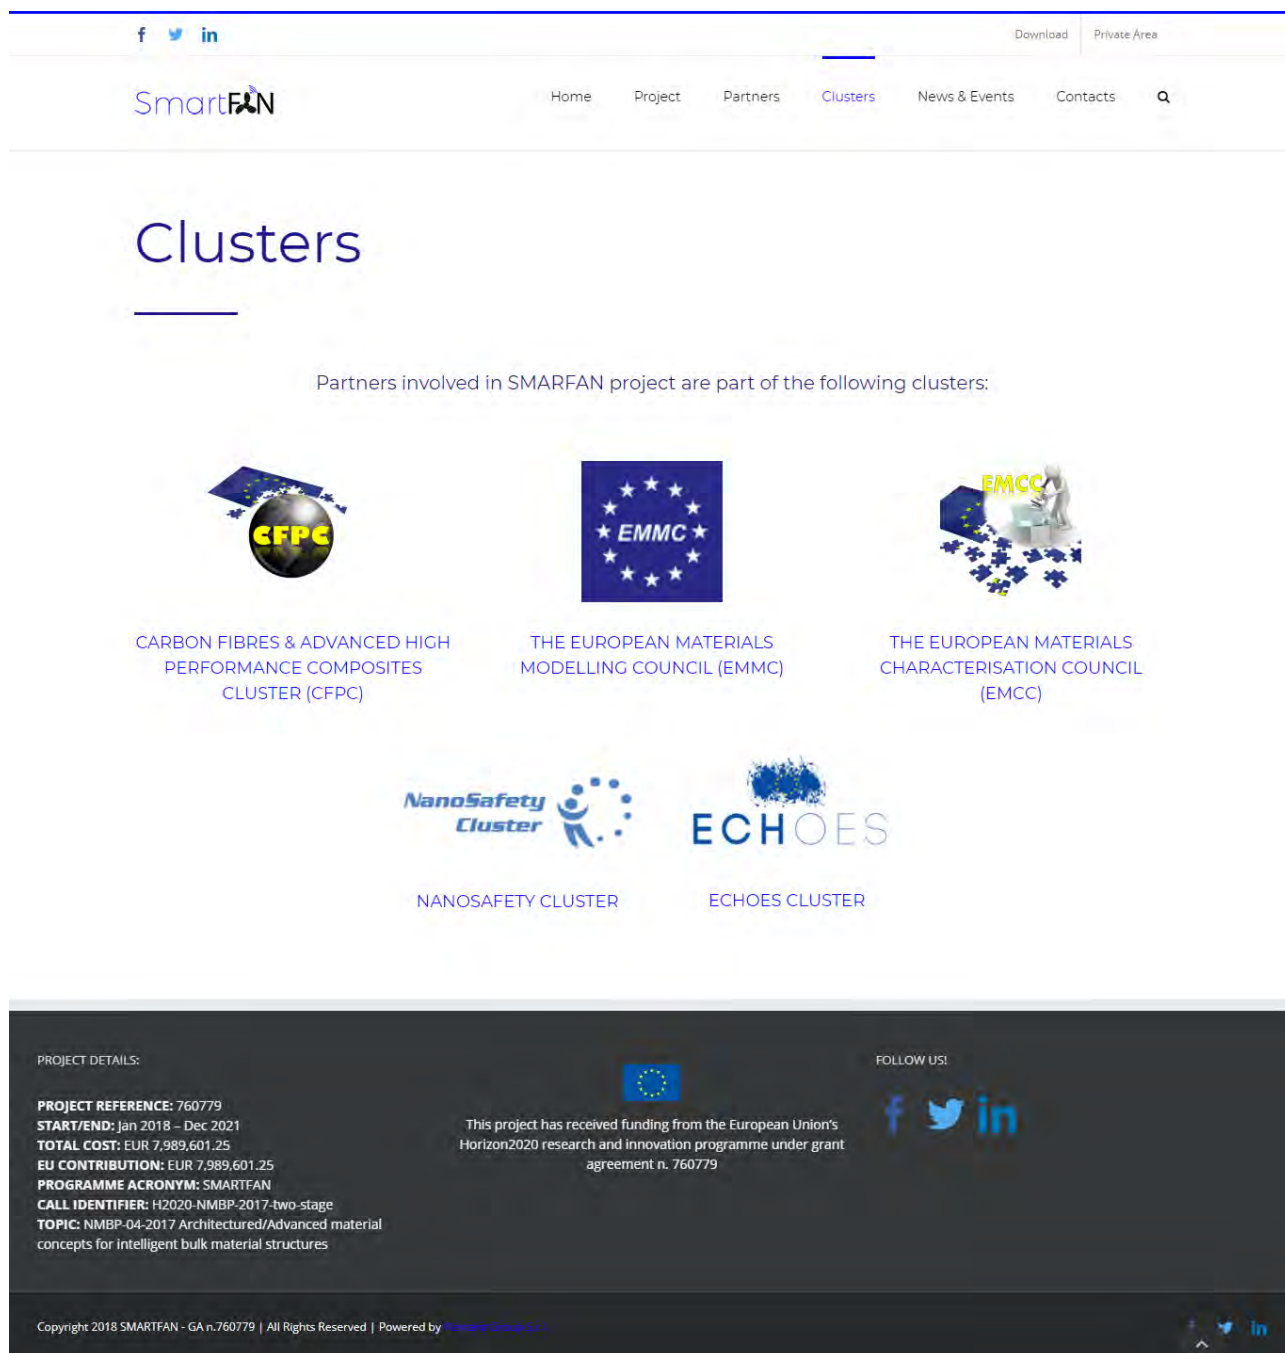 Download Private Area
SmartFAN
Home Project Partners Clusters News & Events Contacts
Clusters
Partners involved in SMARFAN project are part of the following clusters:
CFPC
EMMC
EMCC
CARBON FIBRES & ADVANCED HIGH
PERFORMANCE COMPOSITES
CLUSTER (CFPC)
THE EUROPEAN MATERIALS
MODELLING COUNCIL (EMMC)
THE EUROPEAN MATERIALS
CHARACTERISATION COUNCIL
(EMCC)
NanoSafety
Cluster
ECHOES
NANOSAFETY CLUSTER
ECHOES CLUSTER
PROJECT DETAILS:
PROJECT REFERENCE: 760779
START/END: Jan 2018 – Dec 2021
TOTAL COST: EUR 7,989,601.25
EU CONTRIBUTION: EUR 7,989,601.25
PROGRAMME ACRONYM: SMARTFAN
CALL IDENTIFIER: H2020-NMBP-2017-two-stage
TOPIC: NMBP-04-2017 Architectured/Advanced material
concepts for intelligent bulk material structures
This project has received funding from the European Union's
Horizon2020 research and innovation programme under grant
agreement n. 760779
FOLLOW US!
Copyright 2018 SMARTFAN - GA n.760779 | All Rights Reserved | Powered by